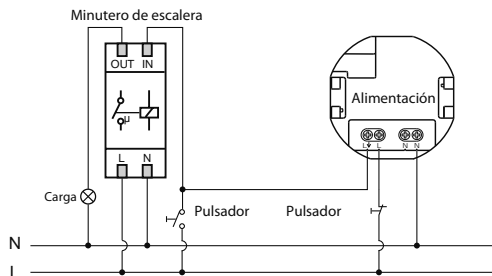 Minutero de escalera
OUT IN
μ
L N
Alimentación
L L N N
Carga
Pulsador Pulsador
N
L